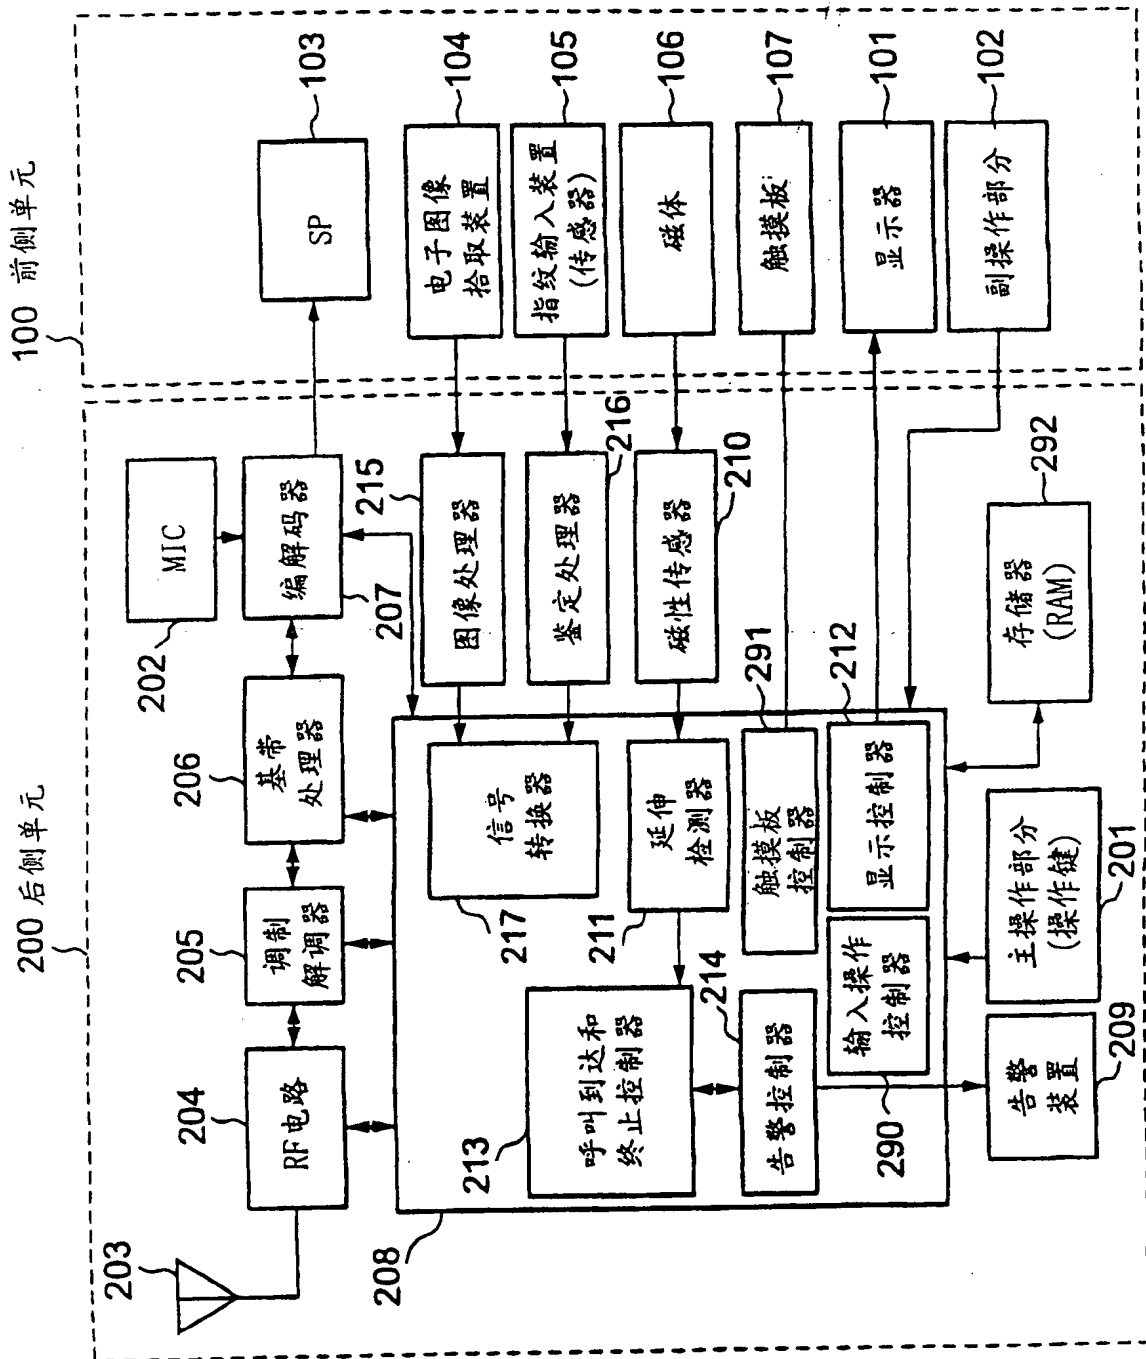 100 前侧单元
103
SP
104
电子图像
拾取装置
105
指纹输入装置
(传感器)
106
磁体
107
触摸板
101
显示器
102
副操作部分
200 后侧单元
MIC
202
编解码器
207
基带
处理器
206
调制
解调器
205
RF电路
204
203
215
图像处理器
216
鉴定处理器
210
磁性传感器
信号
转换器
217
延伸
检测器
211
291
触摸板
控制器
212
显示控制器
呼叫到达和
终止控制器
213
214
告警控制器
输入操作
控制器
290
208
292
存储器
(RAM)
主操作部分
(操作键)
201
告警
装置
209